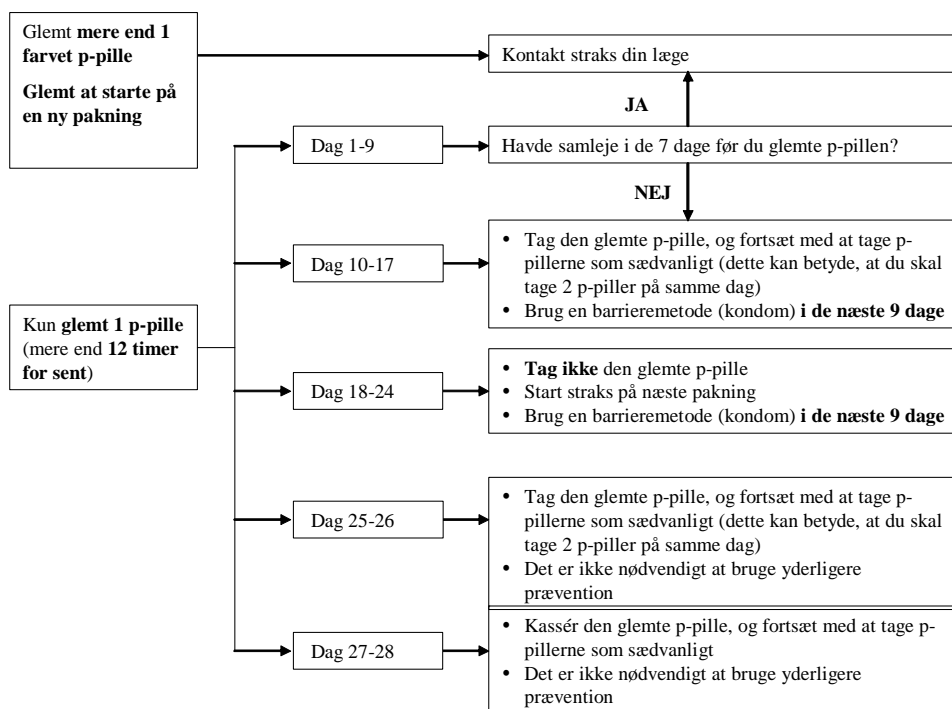 Glemt mere end 1
farvet p-pille
Glemt at starte på
en ny pakning
Kontakt straks din læge
JA
Dag 1-9
Havde samleje i de 7 dage før du glemte p-pillen?
NEJ
Dag 10-17
• Tag den glemte p-pille, og fortsæt med at tage p-
pillerne som sædvanligt (dette kan betyde, at du skal
tage 2 p-piller på samme dag)
• Brug en barrieremetode (kondom) i de næste 9 dage
Kun glemt 1 p-pille
(mere end 12 timer
for sent)
Dag 18-24
• Tag ikke den glemte p-pille
• Start straks på næste pakning
• Brug en barrieremetode (kondom) i de næste 9 dage
Dag 25-26
• Tag den glemte p-pille, og fortsæt med at tage p-
pillerne som sædvanligt (dette kan betyde, at du skal
tage 2 p-piller på samme dag)
• Det er ikke nødvendigt at bruge yderligere
prævention
Dag 27-28
• Kassér den glemte p-pille, og fortsæt med at tage p-
pillerne som sædvanligt
• Det er ikke nødvendigt at bruge yderligere
prævention